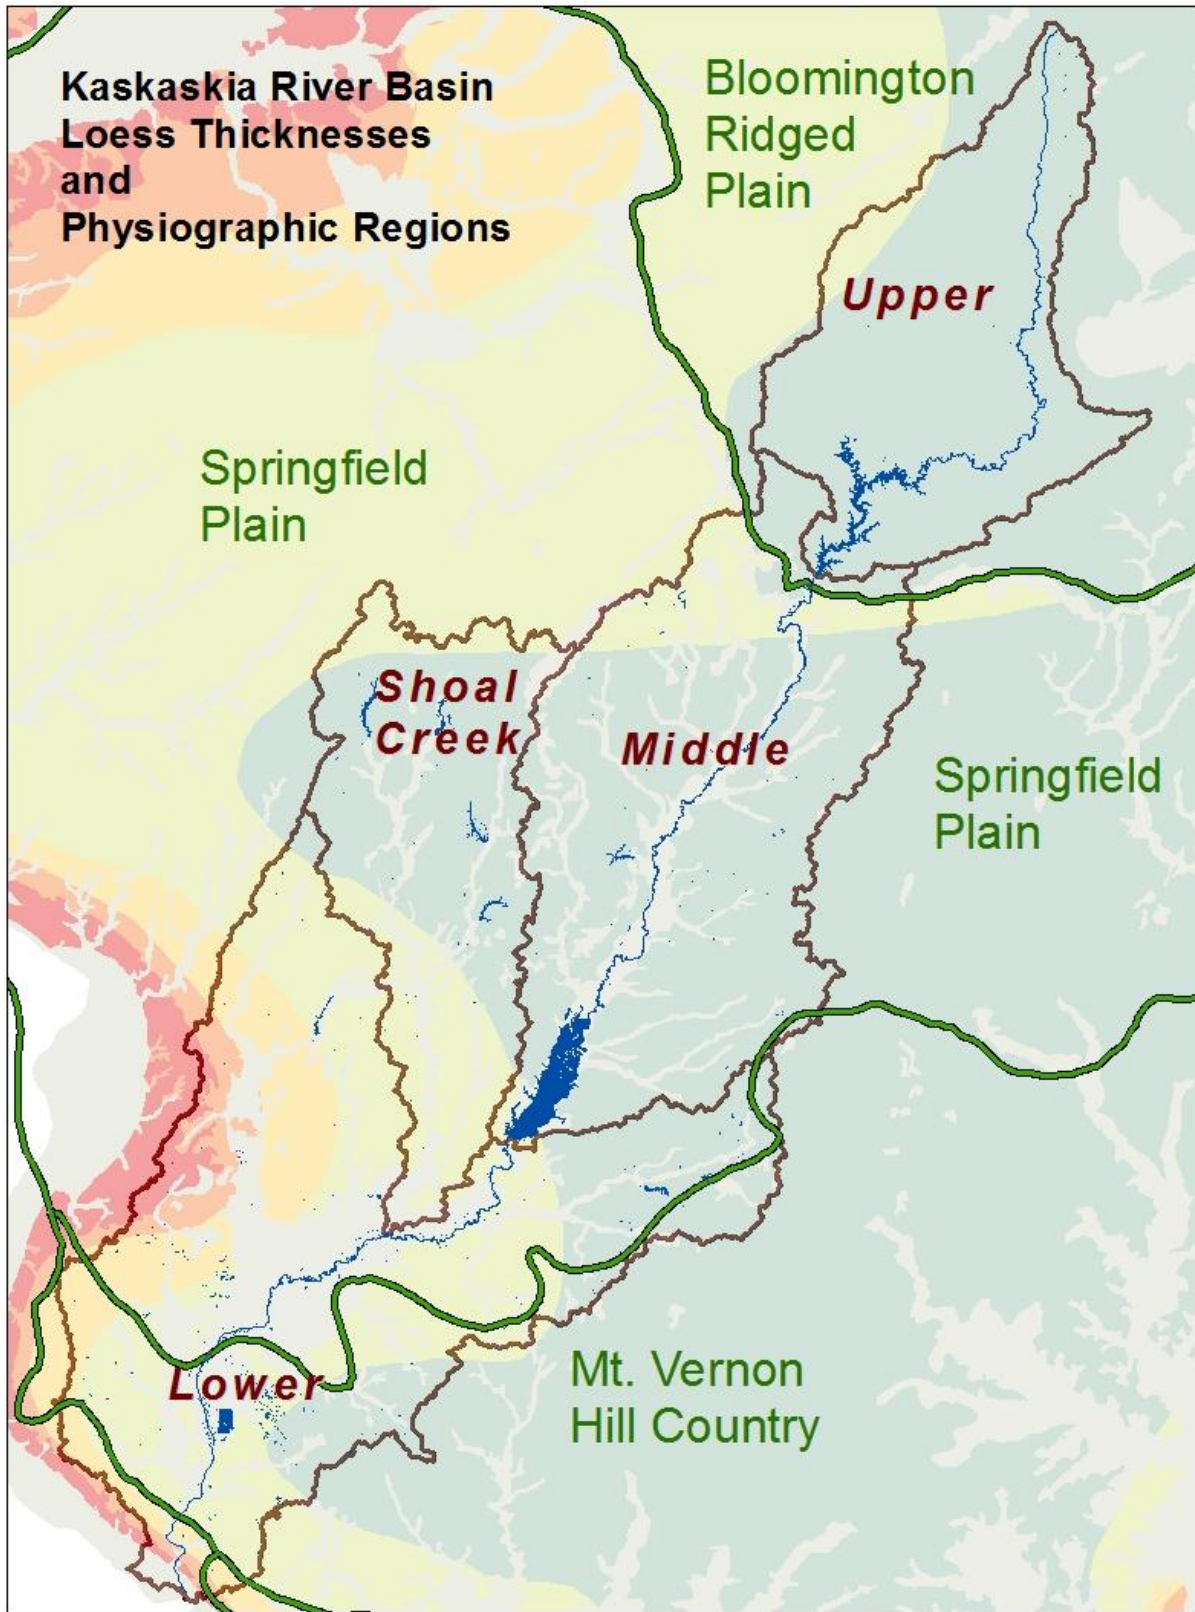 Kaskaskia River Basin
Loess Thicknesses
and
Physiographic Regions
Bloomington
Ridged
Plain
Upper
Springfield
Plain
Shoal
Creek
Middle
Springfield
Plain
Lower
Mt. Vernon
Hill Country